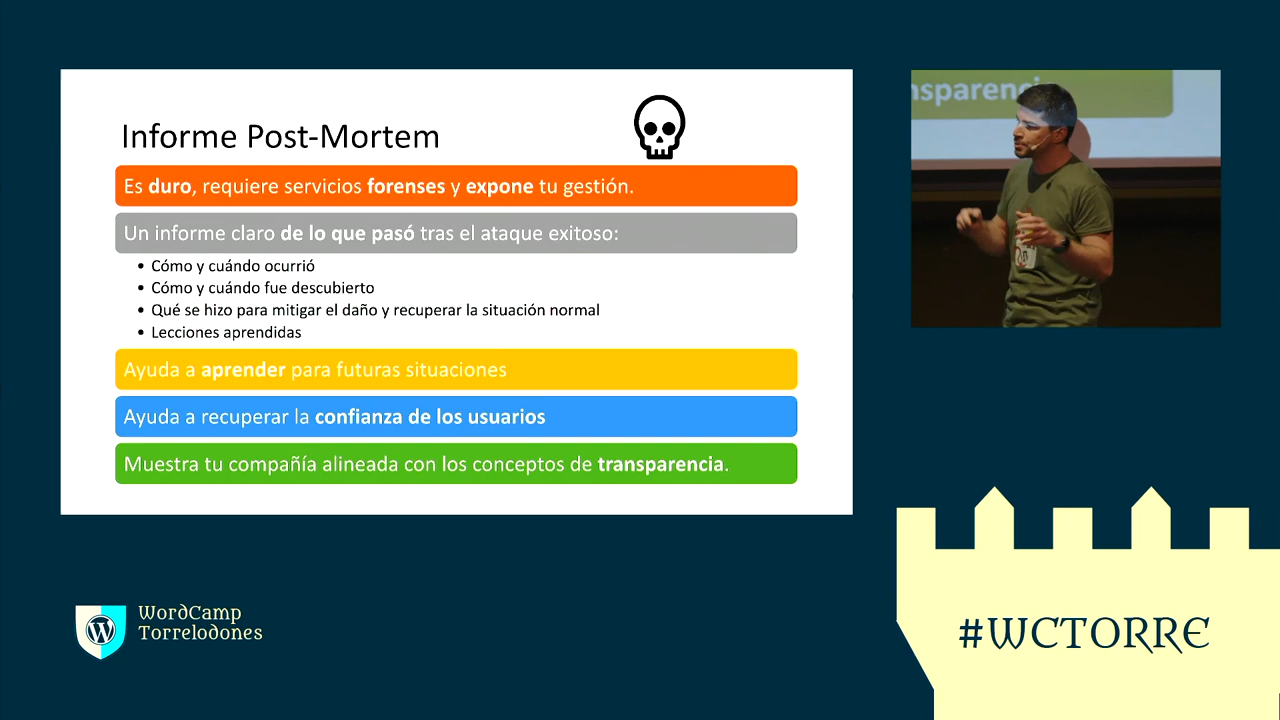 Informe Post-Mortem
Es duro, requiere servicios forenses y expone tu gestión.
Un informe claro de lo que pasó tras el ataque exitoso:
• Cómo y cuándo ocurrió
• Cómo y cuándo fue descubierto
• Qué se hizo para mitigar el daño y recuperar la situación normal
• Lecciones aprendidas
Ayuda a aprender para futuras situaciones
Ayuda a recuperar la confianza de los usuarios
Muestra tu compañía alineada con los conceptos de transparencia.
nsparenci
WordCamp
Torrelodones
#WCTORRE